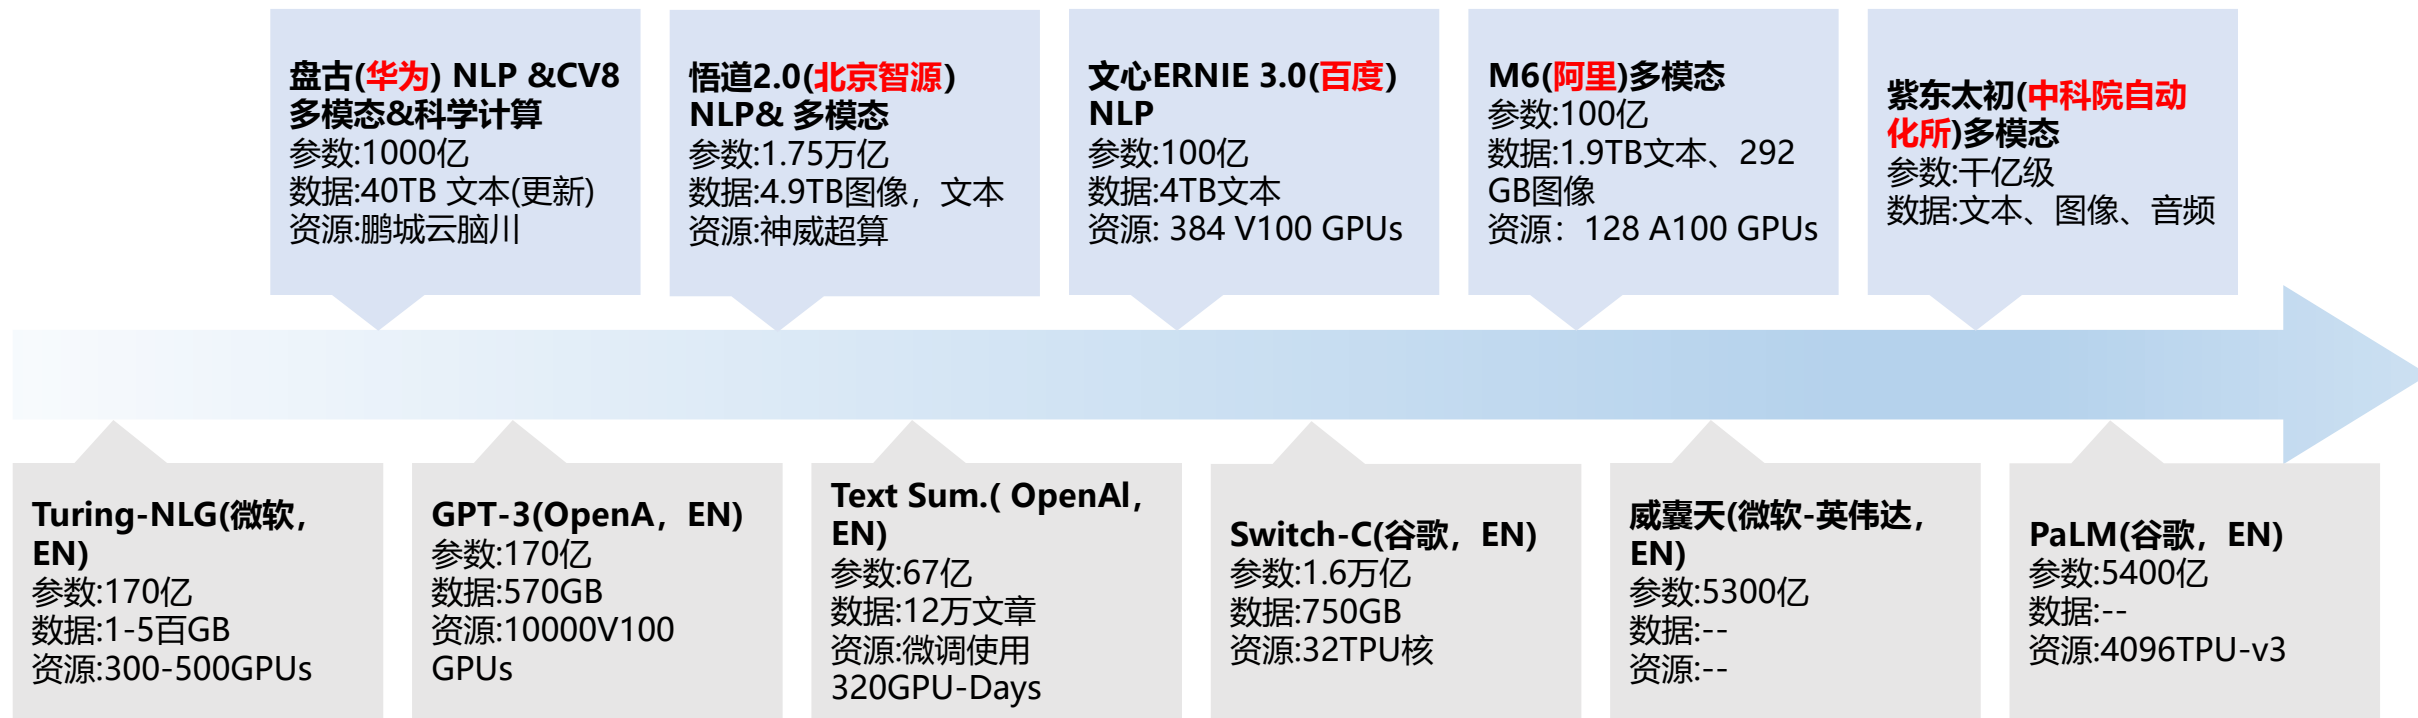 盘古(华为) NLP &CV8
多模态&科学计算
参数:1000亿
数据:40TB 文本(更新)
资源:鹏城云脑川
悟道2.0(北京智源)
NLP& 多模态
参数:1.75万亿
数据:4.9TB图像，文本
资源:神威超算
文心ERNIE 3.0(百度)
NLP
参数:100亿
数据:4TB文本
资源: 384 V100 GPUs
M6(阿里)多模态
参数:100亿
数据:1.9TB文本、292
GB图像
资源：128 A100 GPUs
紫东太初(中科院自动
化所)多模态
参数:干亿级
数据:文本、图像、音频
Turing-NLG(微软，
EN)
参数:170亿
数据:1-5百GB
资源:300-500GPUs
GPT-3(OpenA，EN)
参数:170亿
数据:570GB
资源:10000V100
GPUs
Text Sum.( OpenAl，
EN)
参数:67亿
数据:12万文章
资源:微调使用
320GPU-Days
Switch-C(谷歌，EN)
参数:1.6万亿
数据:750GB
资源:32TPU核
威囊天(微软-英伟达，
EN)
参数:5300亿
数据:--
资源:--
PaLM(谷歌，EN)
参数:5400亿
数据:--
资源:4096TPU-v3